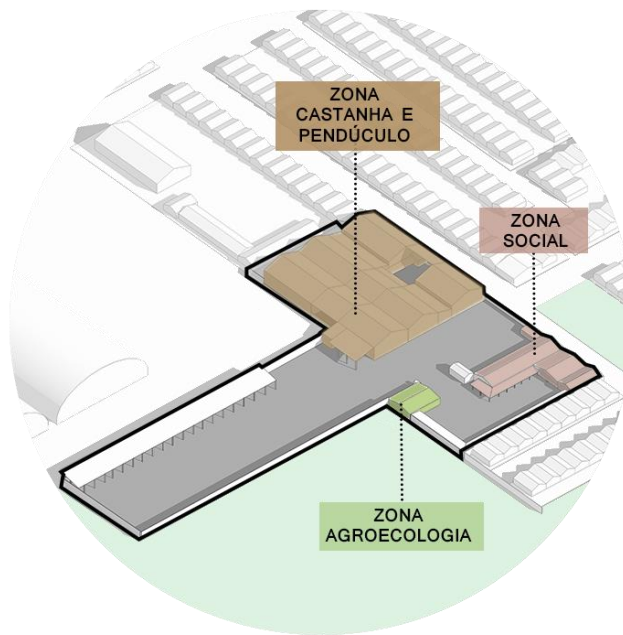 ZONA
CASTANHA E
PENDÚCULO
ZONA
SOCIAL
ZONA
AGROECOLOGIA